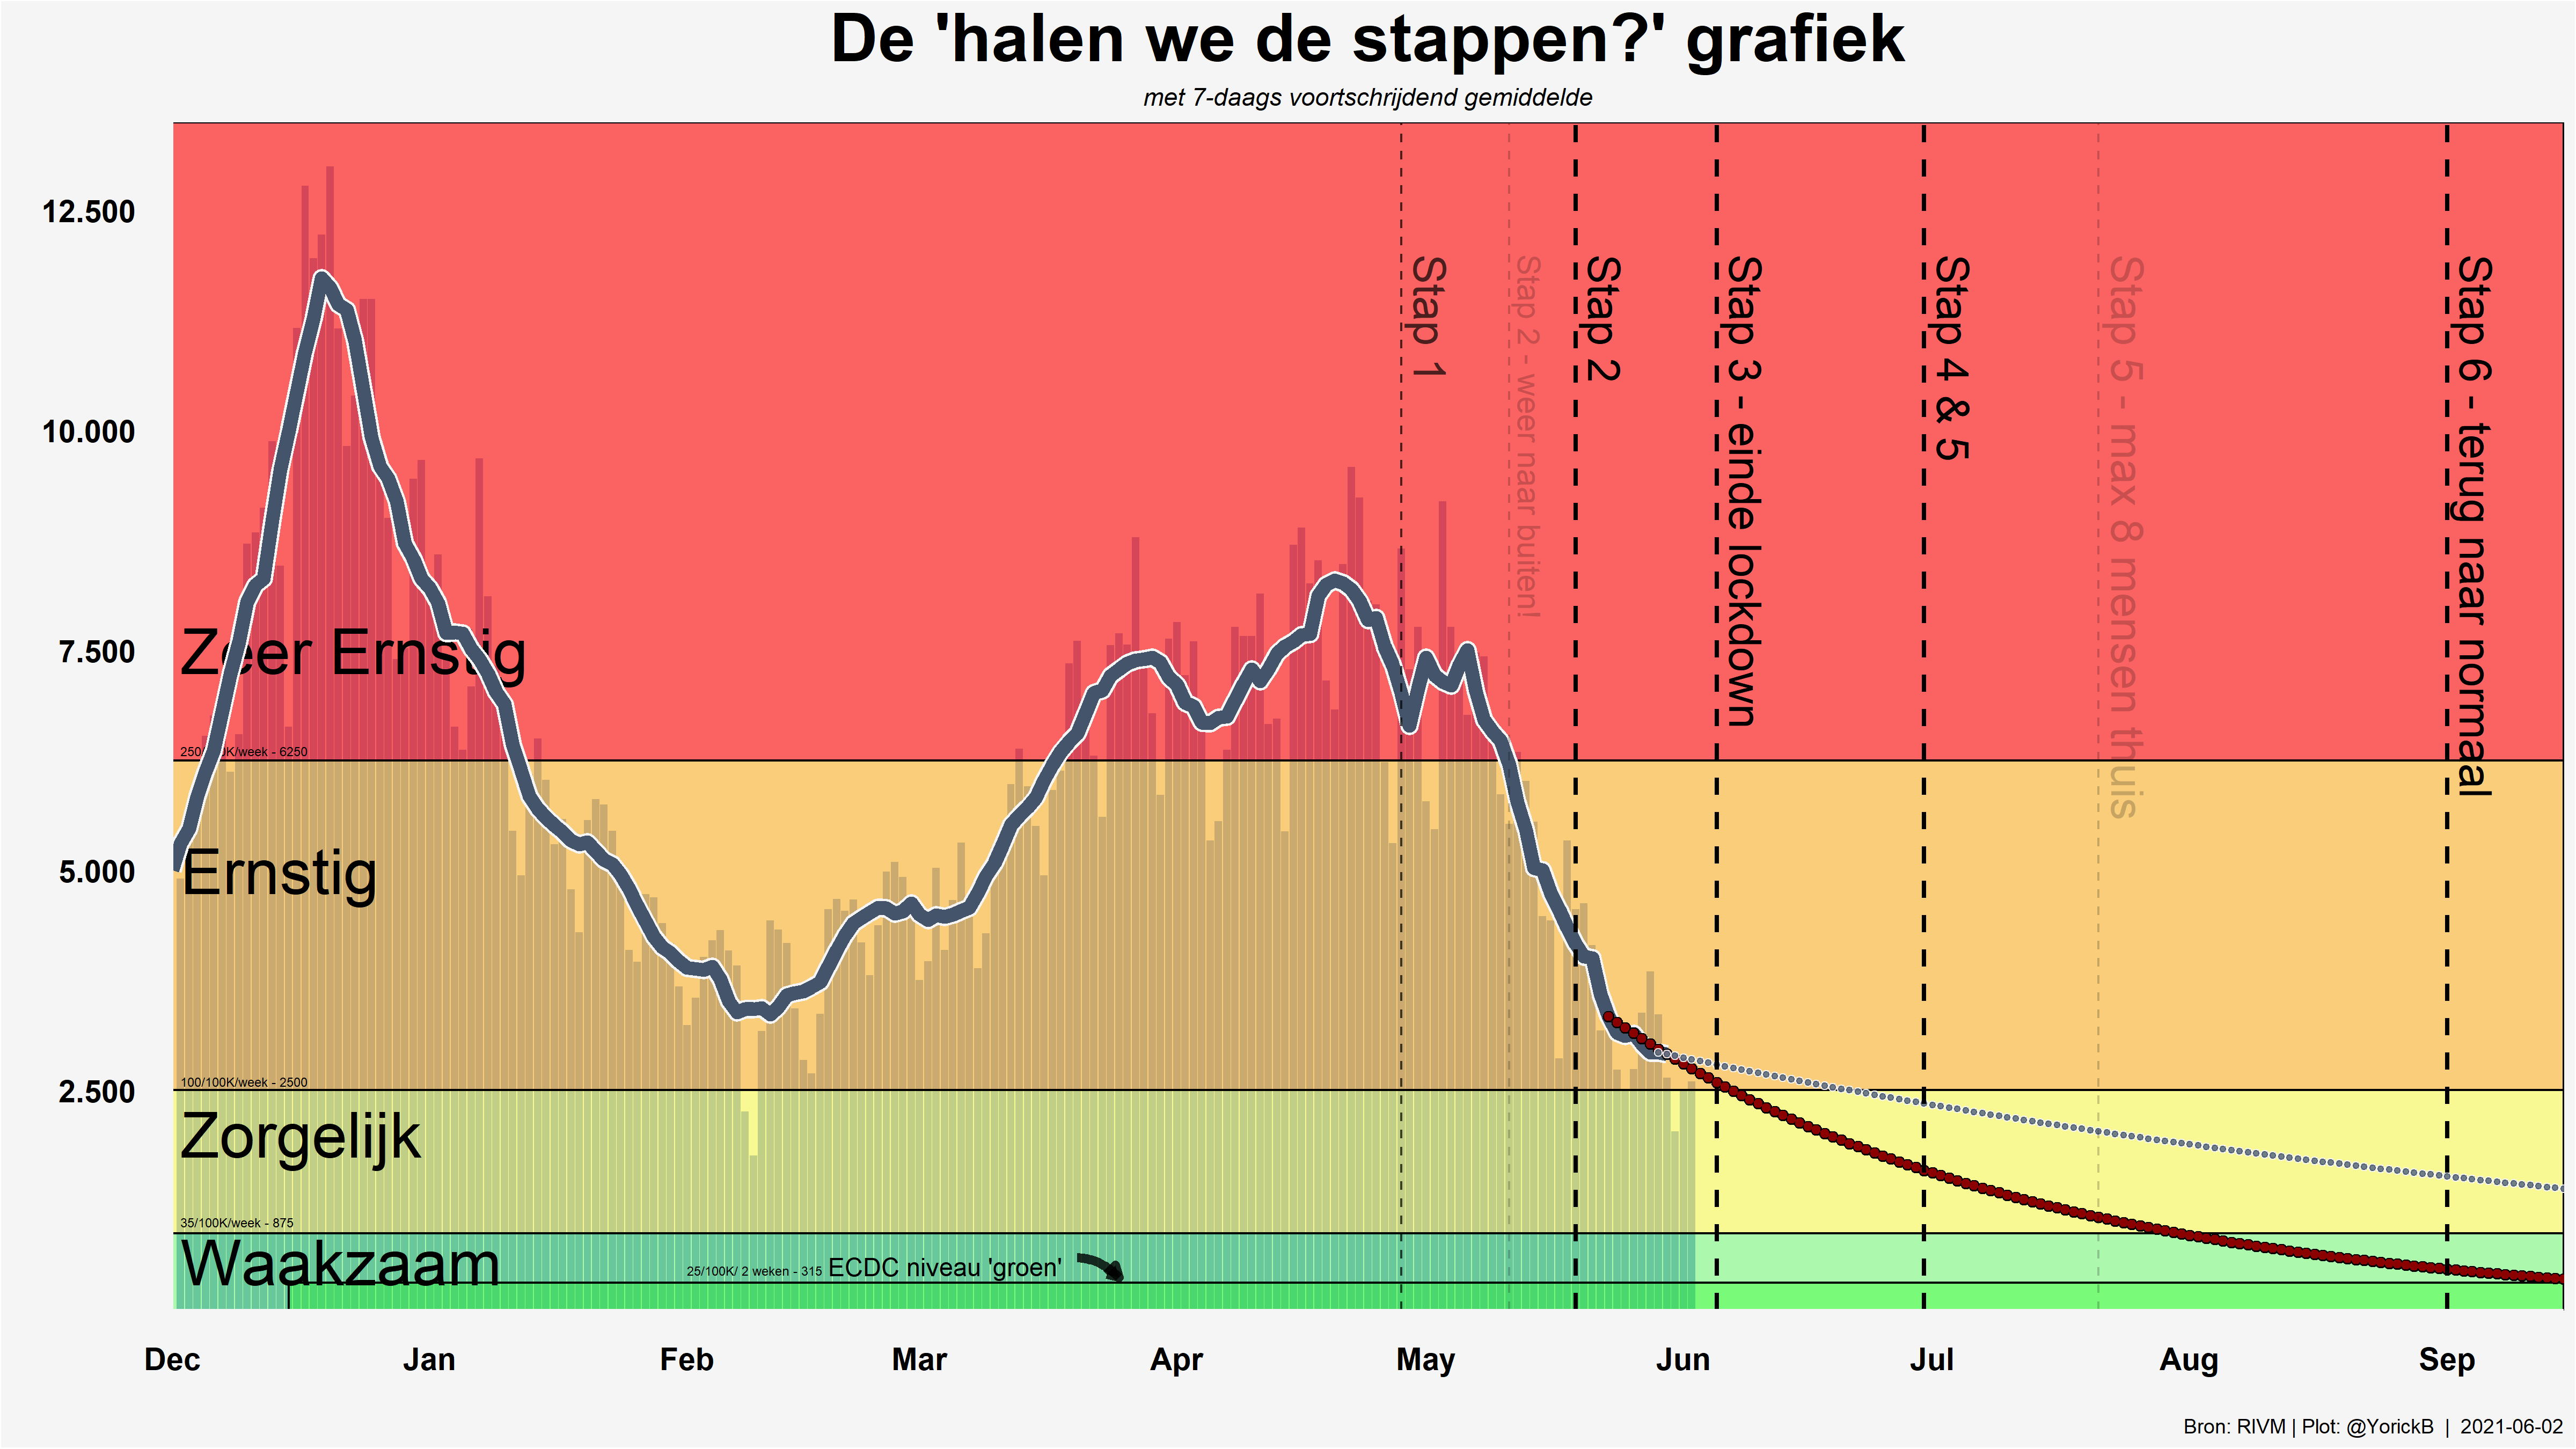 De 'halen we de stappen?' grafiek
met 7-daags voortschrijdend gemiddelde
12.500
10.000
7.500
5.000
2.500
Stap 1
Stap 2 - weer naar buiten!
Stap 2
Stap 3 - einde lockdown
Stap 4 & 5
Stap 5 - max 8 mensen thuis
Stap 6 - terug naar normaal
Zeer Ernstig
250/100K/week - 6250
Ernstig
100/100K/week - 2500
Zorgelijk
35/100K/week - 875
Waakzaam
25/100K/ 2 weken - 315 ECDC niveau 'groen'
Dec Jan Feb Mar Apr May Jun Jul Aug Sep
Bron: RIVM | Plot: @YorickB | 2021-06-02